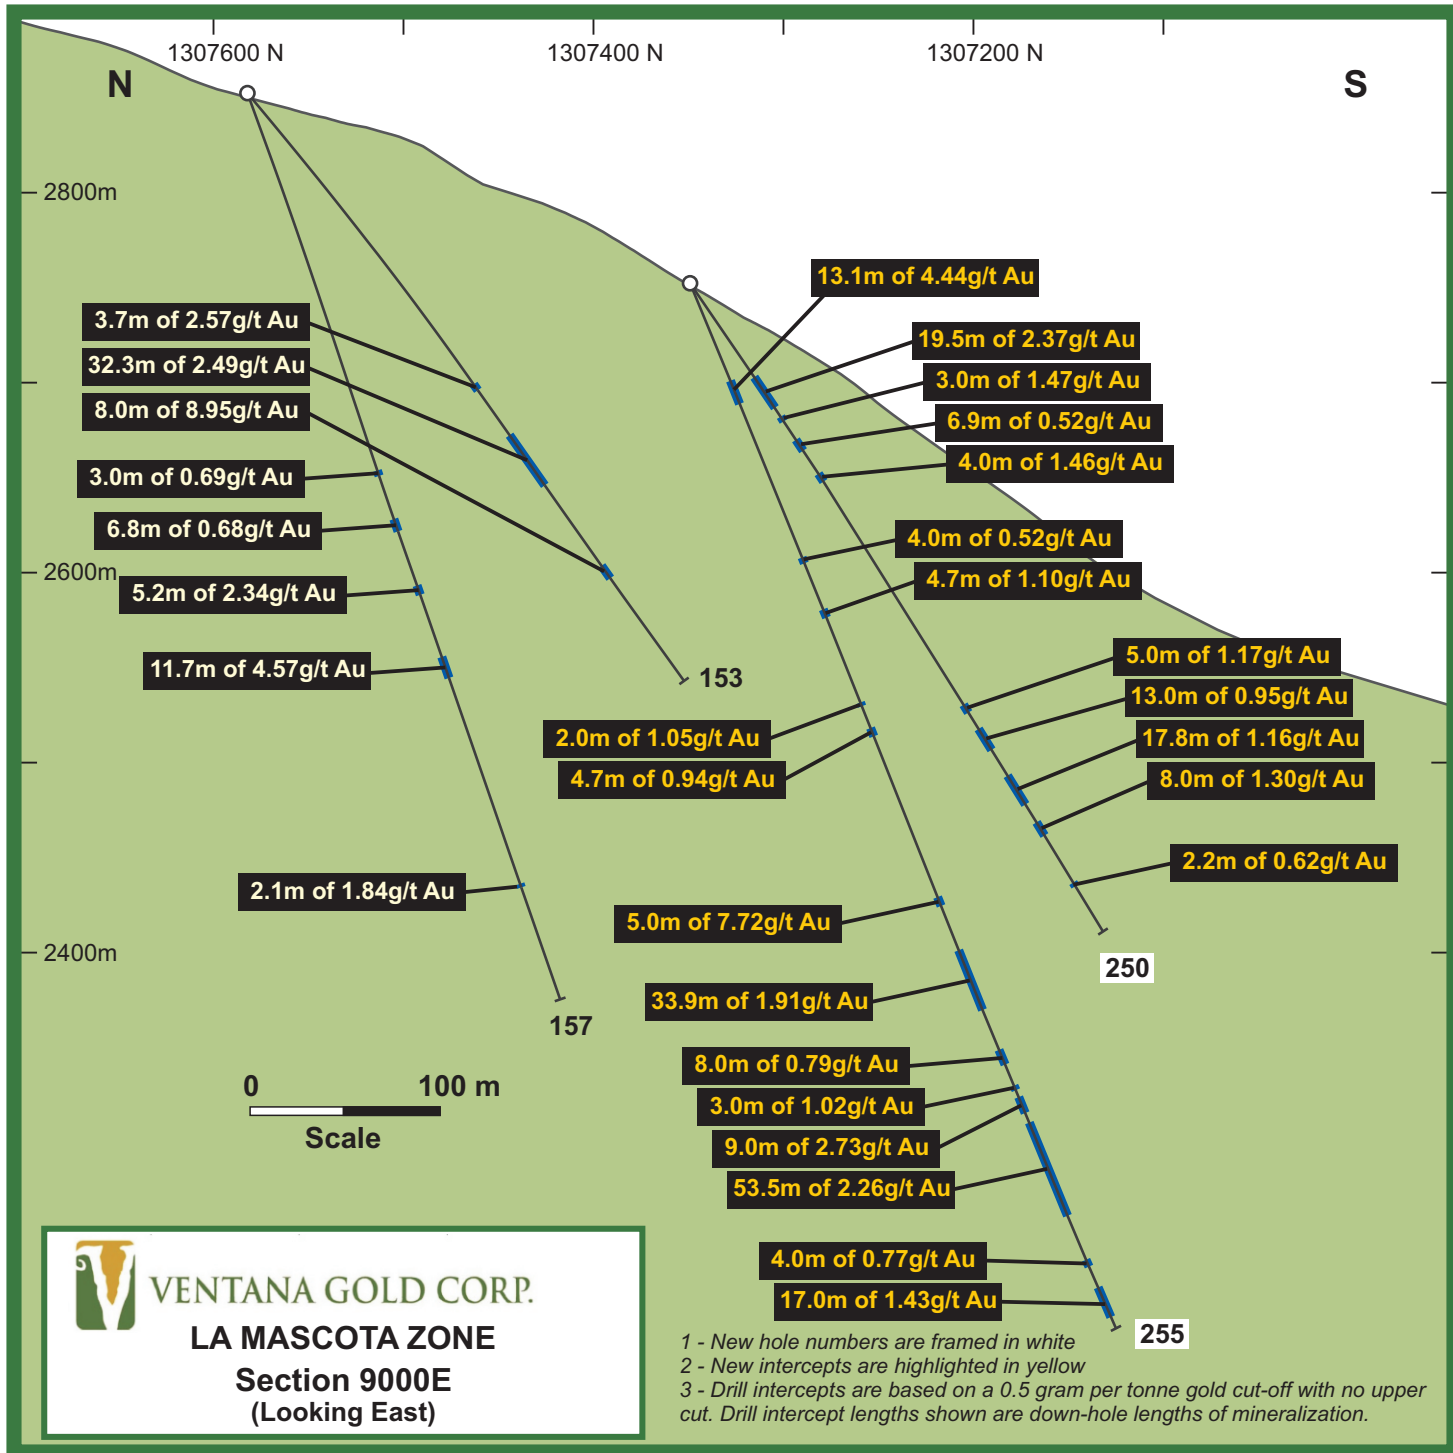 1307600 N
1307400 N
1307200 N
N
S
2800m
13.1m of 4.44g/t Au
3.7m of 2.57g/t Au
19.5m of 2.37g/t Au
32.3m of 2.49g/t Au
3.0m of 1.47g/t Au
8.0m of 8.95g/t Au
6.9m of 0.52g/t Au
3.0m of 0.69g/t Au
4.0m of 1.46g/t Au
6.8m of 0.68g/t Au
4.0m of 0.52g/t Au
2600m
4.7m of 1.10g/t Au
5.2m of 2.34g/t Au
11.7m of 4.57g/t Au
5.0m of 1.17g/t Au
153
13.0m of 0.95g/t Au
2.0m of 1.05g/t Au
17.8m of 1.16g/t Au
4.7m of 0.94g/t Au
8.0m of 1.30g/t Au
2.2m of 0.62g/t Au
2.1m of 1.84g/t Au
5.0m of 7.72g/t Au
2400m
250
33.9m of 1.91g/t Au
157
8.0m of 0.79g/t Au
0 100 m
3.0m of 1.02g/t Au
Scale
9.0m of 2.73g/t Au
53.5m of 2.26g/t Au
4.0m of 0.77g/t Au
17.0m of 1.43g/t Au
255
VENTANA GOLD CORP.
LA MASCOTA ZONE
Section 9000E
(Looking East)
1 - New hole numbers are framed in white
2 - New intercepts are highlighted in yellow
3 - Drill intercepts are based on a 0.5 gram per tonne gold cut-off with no upper
cut. Drill intercept lengths shown are down-hole lengths of mineralization.